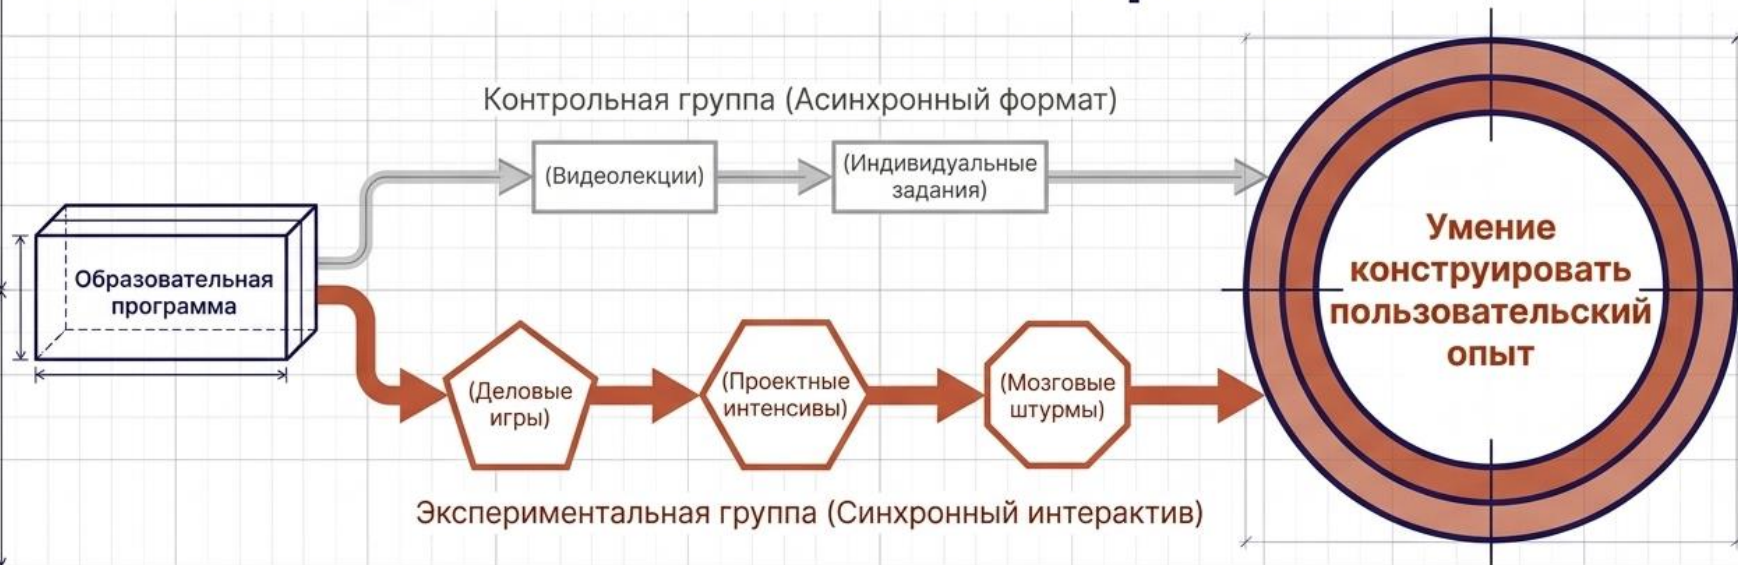 Контрольная группа (Асинхронный формат)
(Видеолекции)
(Индивидуальные
задания)
Образовательная
программа
(Деловые
игры)
(Проектные
интенсивы)
(Мозговые
штурмы)
Экспериментальная группа (Синхронный интерактив)
Умение
конструировать
пользовательский
опыт